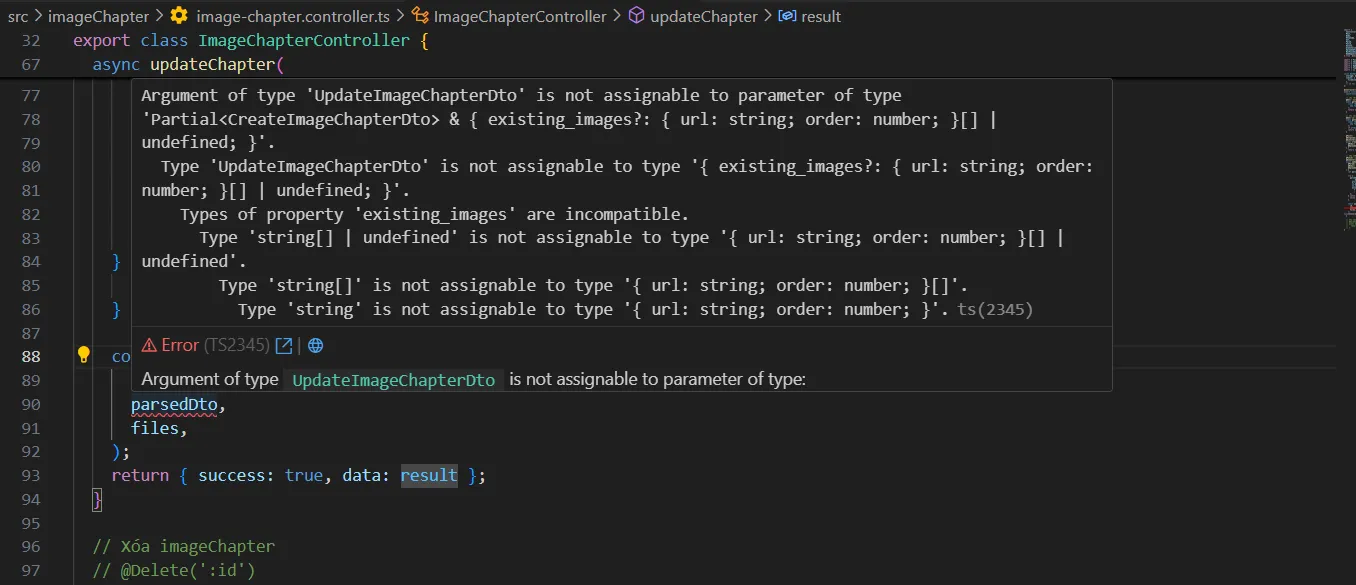 src > imageChapter > image-chapter.controller.ts > ImageChapterController > updateChapter > result
32 export class ImageChapterController {
67 async updateChapter(
77 Argument of type 'UpdateImageChapterDto' is not assignable to parameter of type
78 'Partial<CreateImageChapterDto> & { existing_images?: { url: string; order: number; }[] |
79 undefined; }'.
80 Type 'UpdateImageChapterDto' is not assignable to type '{ existing_images?: { url: string; order:
81 number; }[] | undefined; }'.
82 Types of property 'existing_images' are incompatible.
83 Type 'string[] | undefined' is not assignable to type '{ url: string; order: number; }[] |
84 } undefined'.
85 Type 'string[]' is not assignable to type '{ url: string; order: number; }[]'.
86 } Type 'string' is not assignable to type '{ url: string; order: number; }'. ts(2345)
87
Error (TS2345) |
88 co
89 Argument of type UpdateImageChapterDto is not assignable to parameter of type:
90 parsedDto,
91 files,
92 );
93 return { success: true, data: result };
94 }
95
96 // Xóa imageChapter
97 // @Delete(':id')